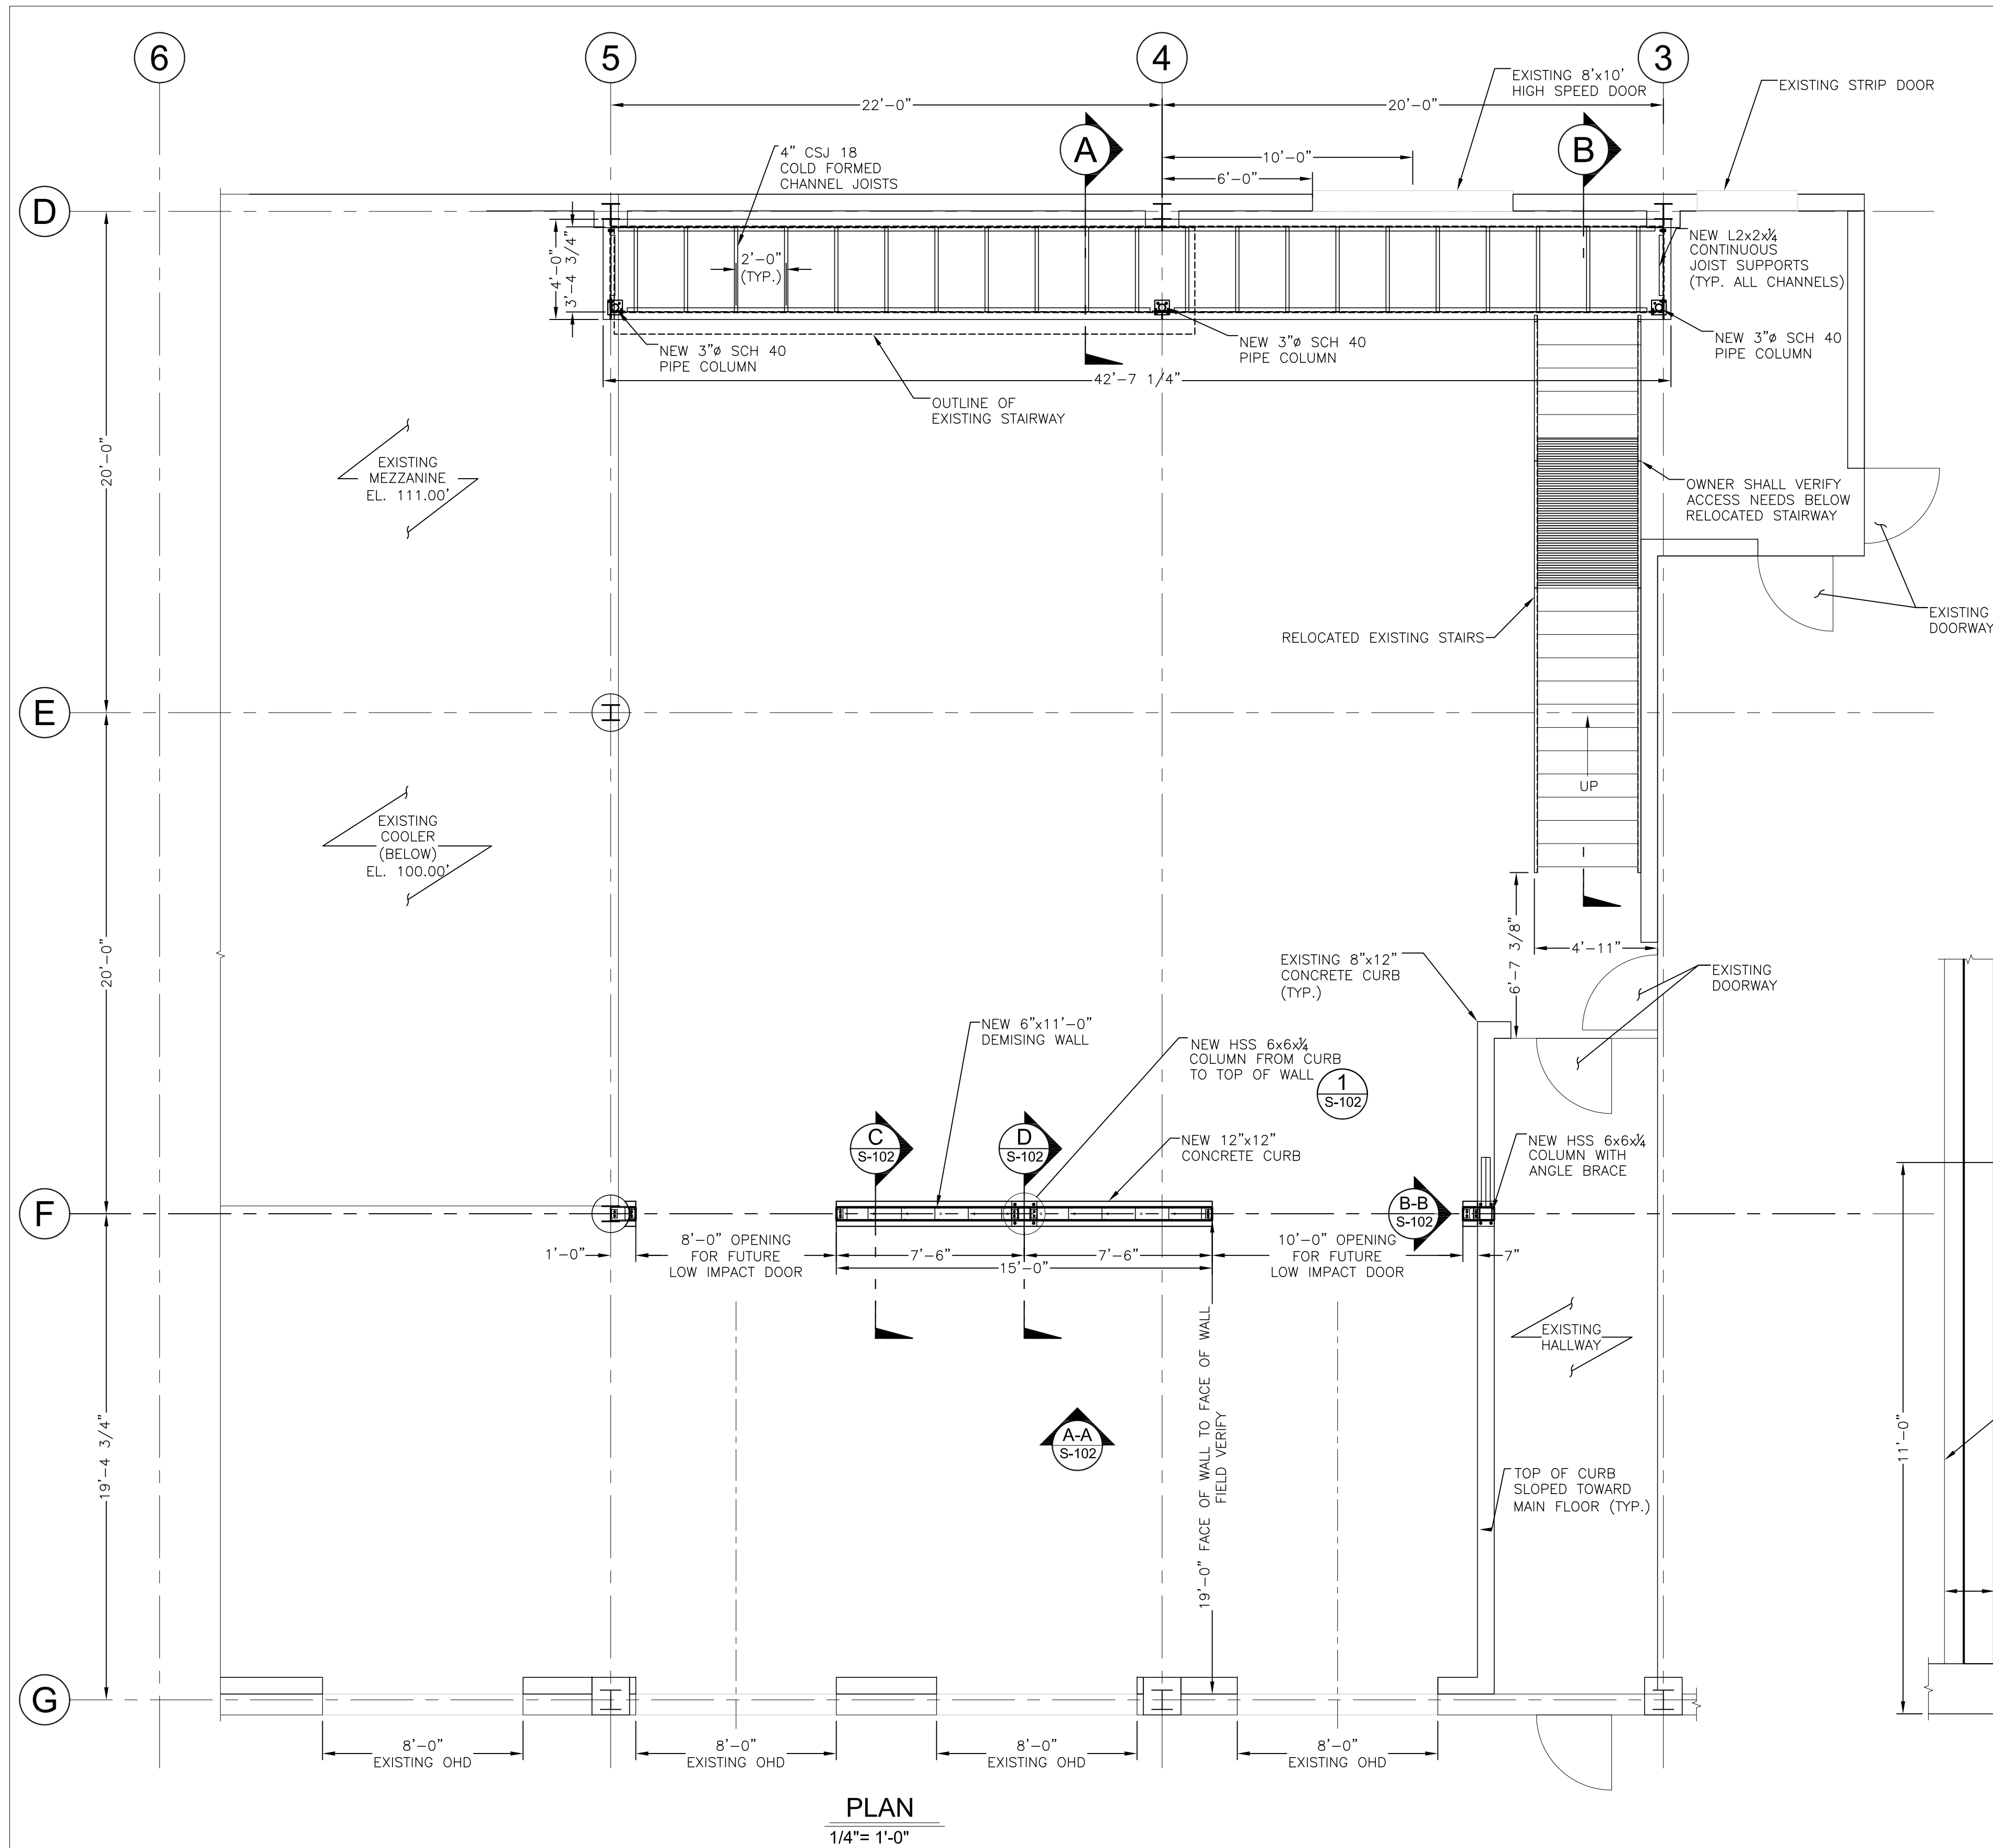 6
5
4
3
22'-0"
20'-0"
EXISTING 8'x10'
HIGH SPEED DOOR
EXISTING STRIP DOOR
A
B
10'-0"
6'-0"
4" CSJ 18
COLD FORMED
CHANNEL JOISTS
D
4'-0"
3'-4 3/4"
2'-0"
(TYP.)
NEW L2x2x¼
CONTINUOUS
JOIST SUPPORTS
(TYP. ALL CHANNELS)
NEW 3"ø SCH 40
PIPE COLUMN
NEW 3"ø SCH 40
PIPE COLUMN
NEW 3"ø SCH 40
PIPE COLUMN
42'-7 1/4"
OUTLINE OF
EXISTING STAIRWAY
20'-0"
EXISTING
MEZZANINE
EL. 111.00'
OWNER SHALL VERIFY
ACCESS NEEDS BELOW
RELOCATED STAIRWAY
EXISTING
DOORWAY
RELOCATED EXISTING STAIRS
E
UP
EXISTING
COOLER
(BELOW)
EL. 100.00'
20'-0"
6'-7 3/8"
4'-11"
EXISTING 8"x12"
CONCRETE CURB
(TYP.)
EXISTING
DOORWAY
NEW 6"x11'-0"
DEMISING WALL
NEW HSS 6x6x¼
COLUMN FROM CURB
TO TOP OF WALL
1
S-102
C
S-102
D
S-102
NEW 12"x12"
CONCRETE CURB
NEW HSS 6x6x¼
COLUMN WITH
ANGLE BRACE
F
B-B
S-102
1'-0"
8'-0" OPENING
FOR FUTURE
LOW IMPACT DOOR
7'-6"
7'-6"
15'-0"
10'-0" OPENING
FOR FUTURE
LOW IMPACT DOOR
7"
EXISTING
HALLWAY
19'-4 3/4"
19'-0" FACE OF WALL TO FACE OF WALL
FIELD VERIFY
A-A
S-102
TOP OF CURB
SLOPED TOWARD
MAIN FLOOR (TYP.)
11'-0"
G
8'-0"
EXISTING OHD
8'-0"
EXISTING OHD
8'-0"
EXISTING OHD
8'-0"
EXISTING OHD
PLAN
1/4"= 1'-0"